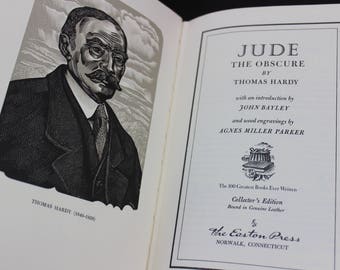 THOMAS HARDY (1840-1928)
JUDE
THE OBSCURE
BY
THOMAS HARDY
with an introduction by
JOHN BAYLEY
and wood engravings by
AGNES MILLER PARKER
The 100 Greatest Books Ever Written
Collector's Edition
Bound in Genuine Leather
The Easton Press
NORWALK, CONNECTICUT